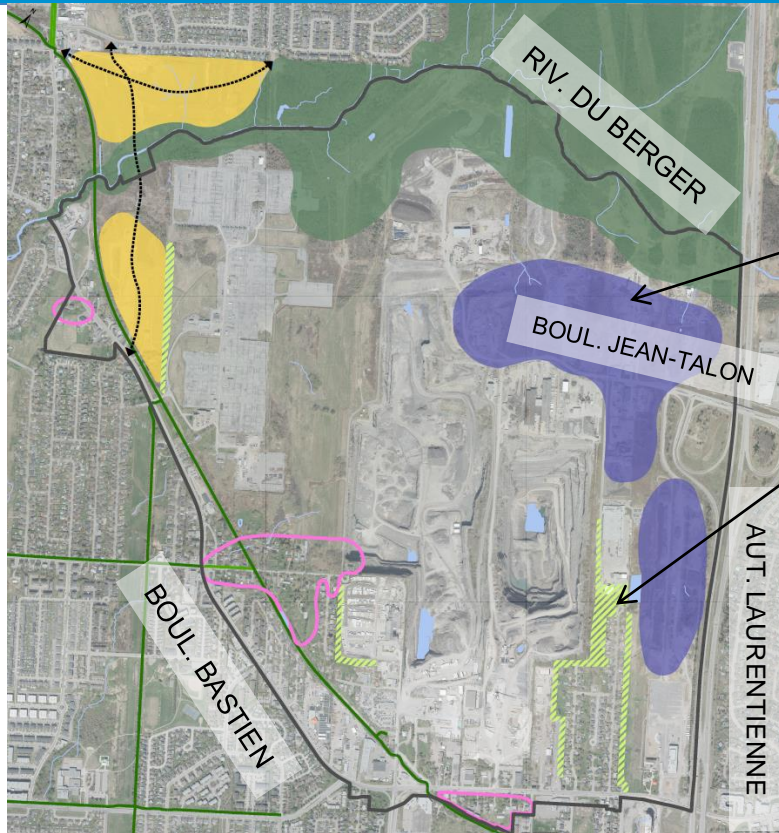 RIV. DU BERGER
BOUL. JEAN-TALON
BOUL. BASTIEN
AUT. LAURENTIENNE